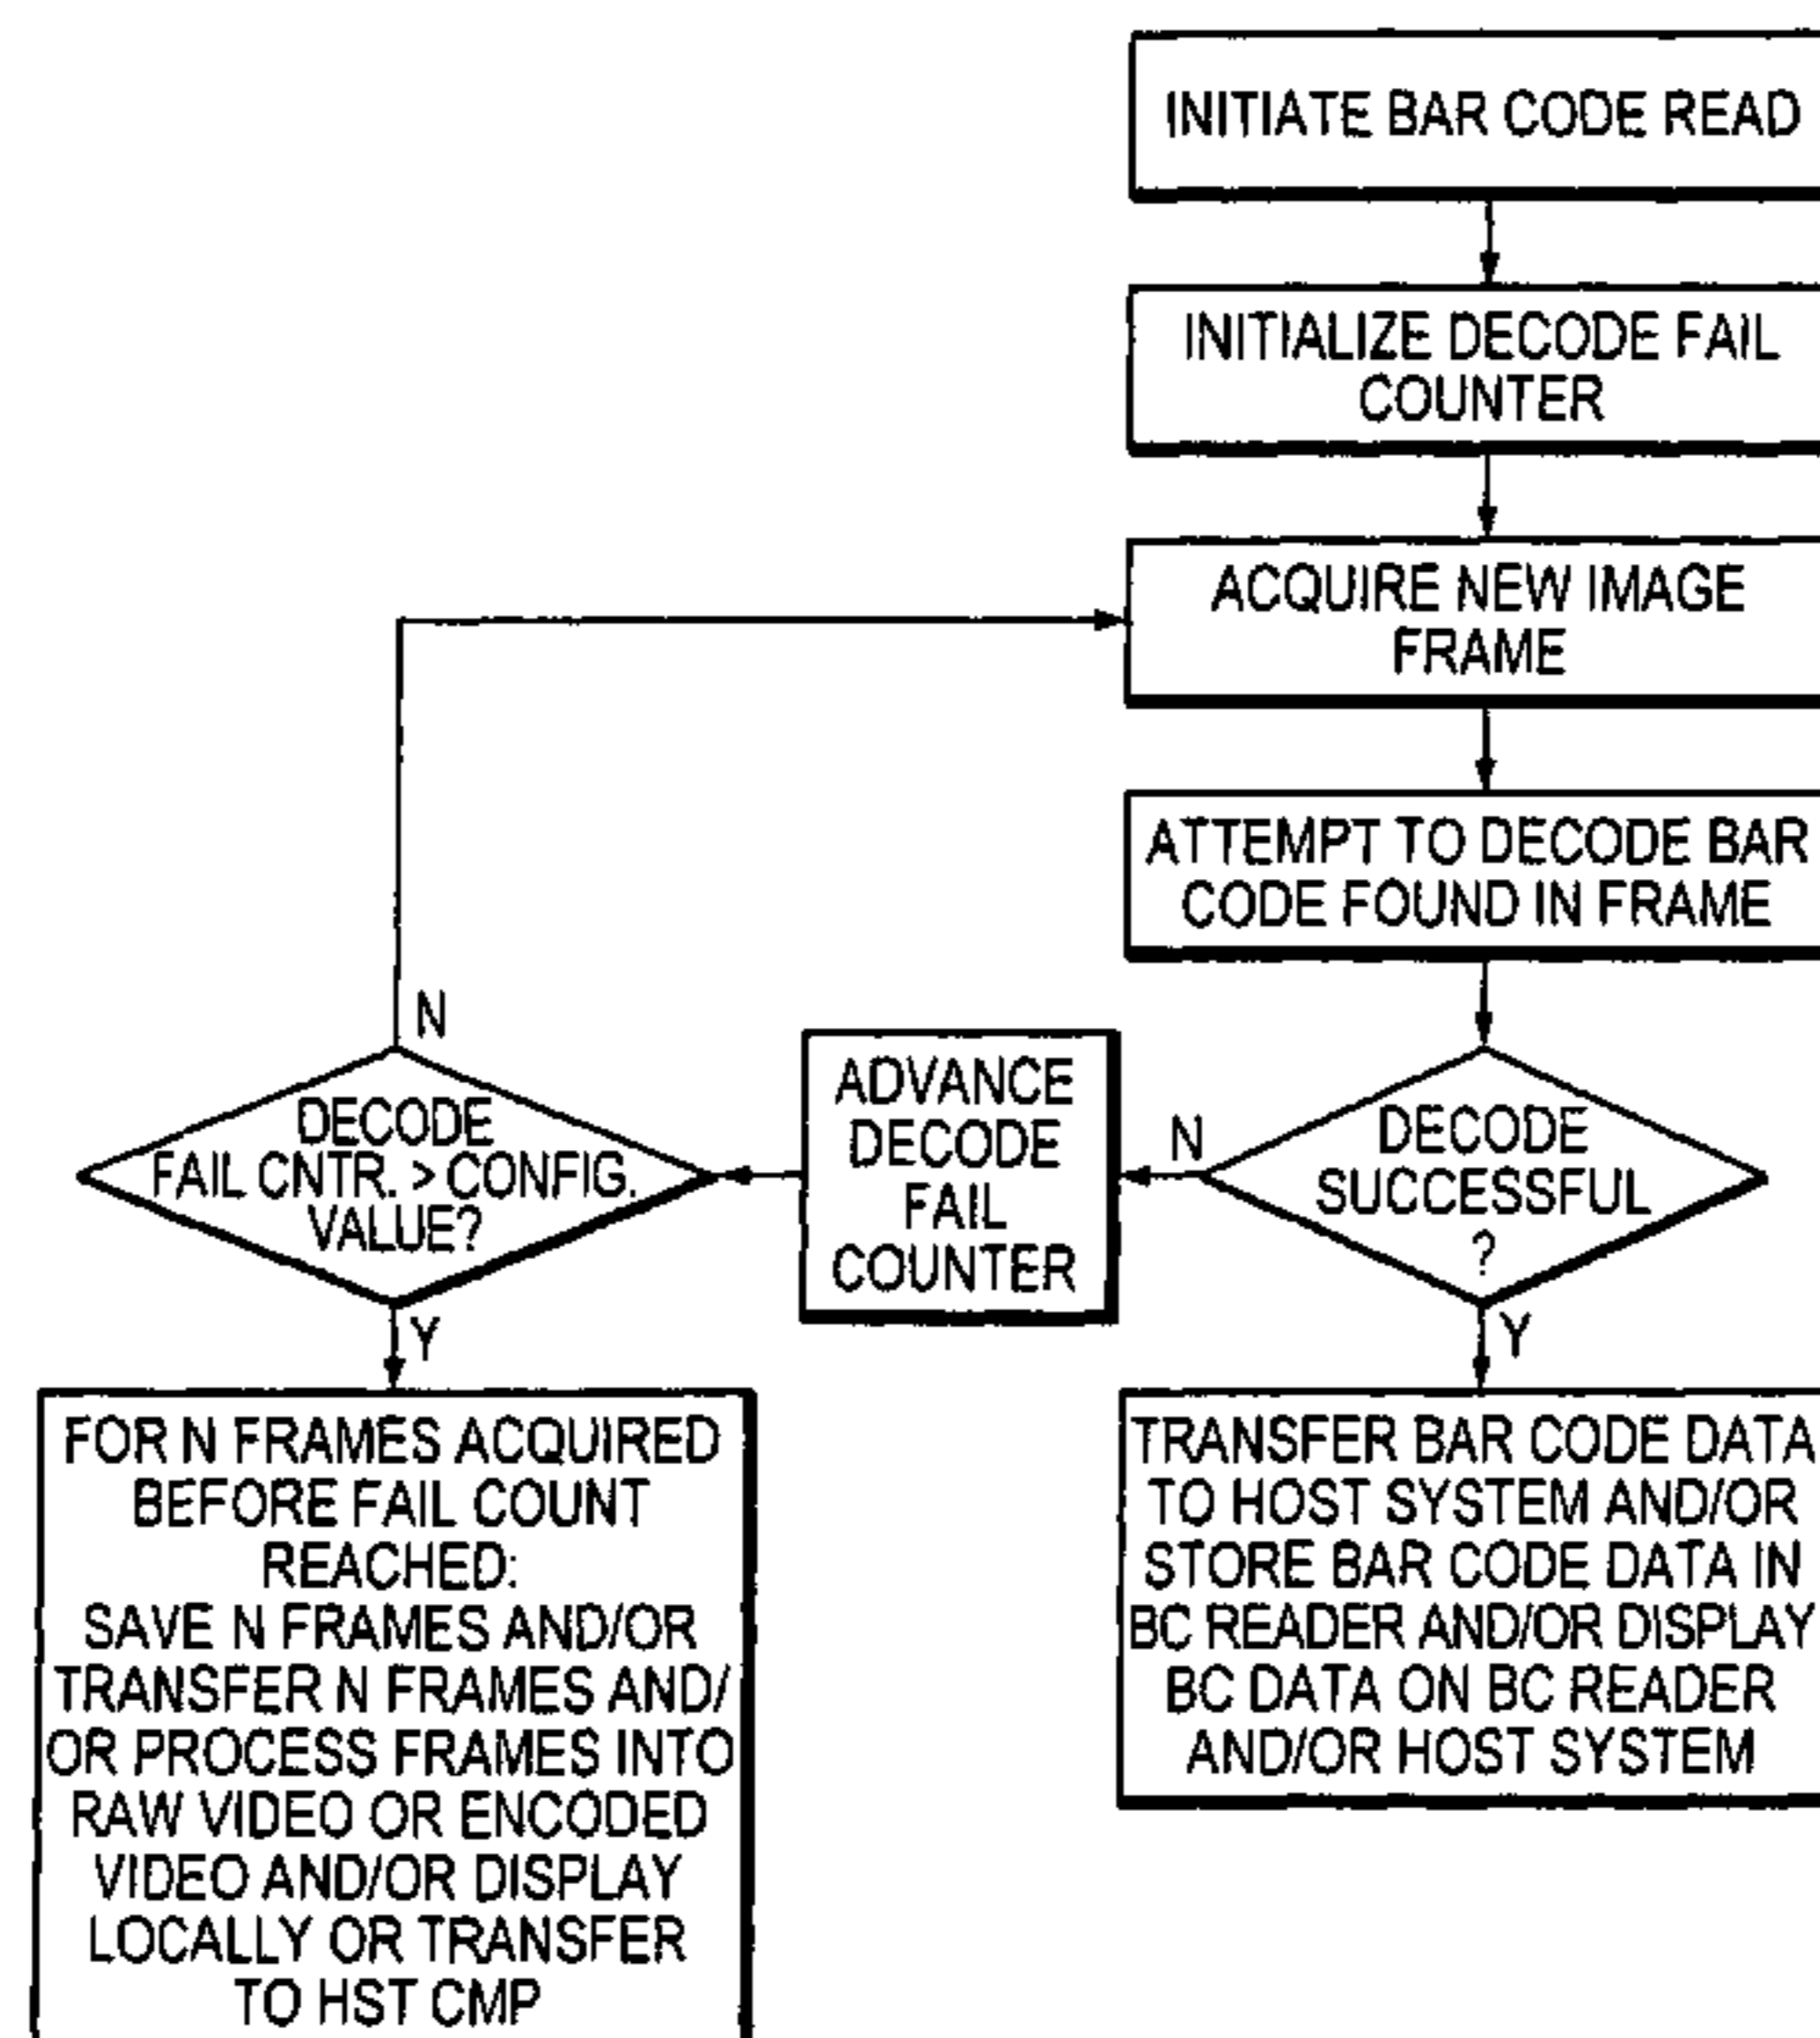 INITIATE BAR CODE READ
INITIALIZE DECODE FAIL
COUNTER
ACQUIRE NEW IMAGE
FRAME
ATTEMPT TO DECODE BAR
CODE FOUND IN FRAME
DECODE
SUCCESSFUL
?
N
Y
ADVANCE
DECODE
FAIL
COUNTER
DECODE
FAIL CNTR. > CONFIG.
VALUE?
N
Y
FOR N FRAMES ACQUIRED
BEFORE FAIL COUNT
REACHED:
SAVE N FRAMES AND/OR
TRANSFER N FRAMES AND/
OR PROCESS FRAMES INTO
RAW VIDEO OR ENCODED
VIDEO AND/OR DISPLAY
LOCALLY OR TRANSFER
TO HST CMP
TRANSFER BAR CODE DATA
TO HOST SYSTEM AND/OR
STORE BAR CODE DATA IN
BC READER AND/OR DISPLAY
BC DATA ON BC READER
AND/OR HOST SYSTEM